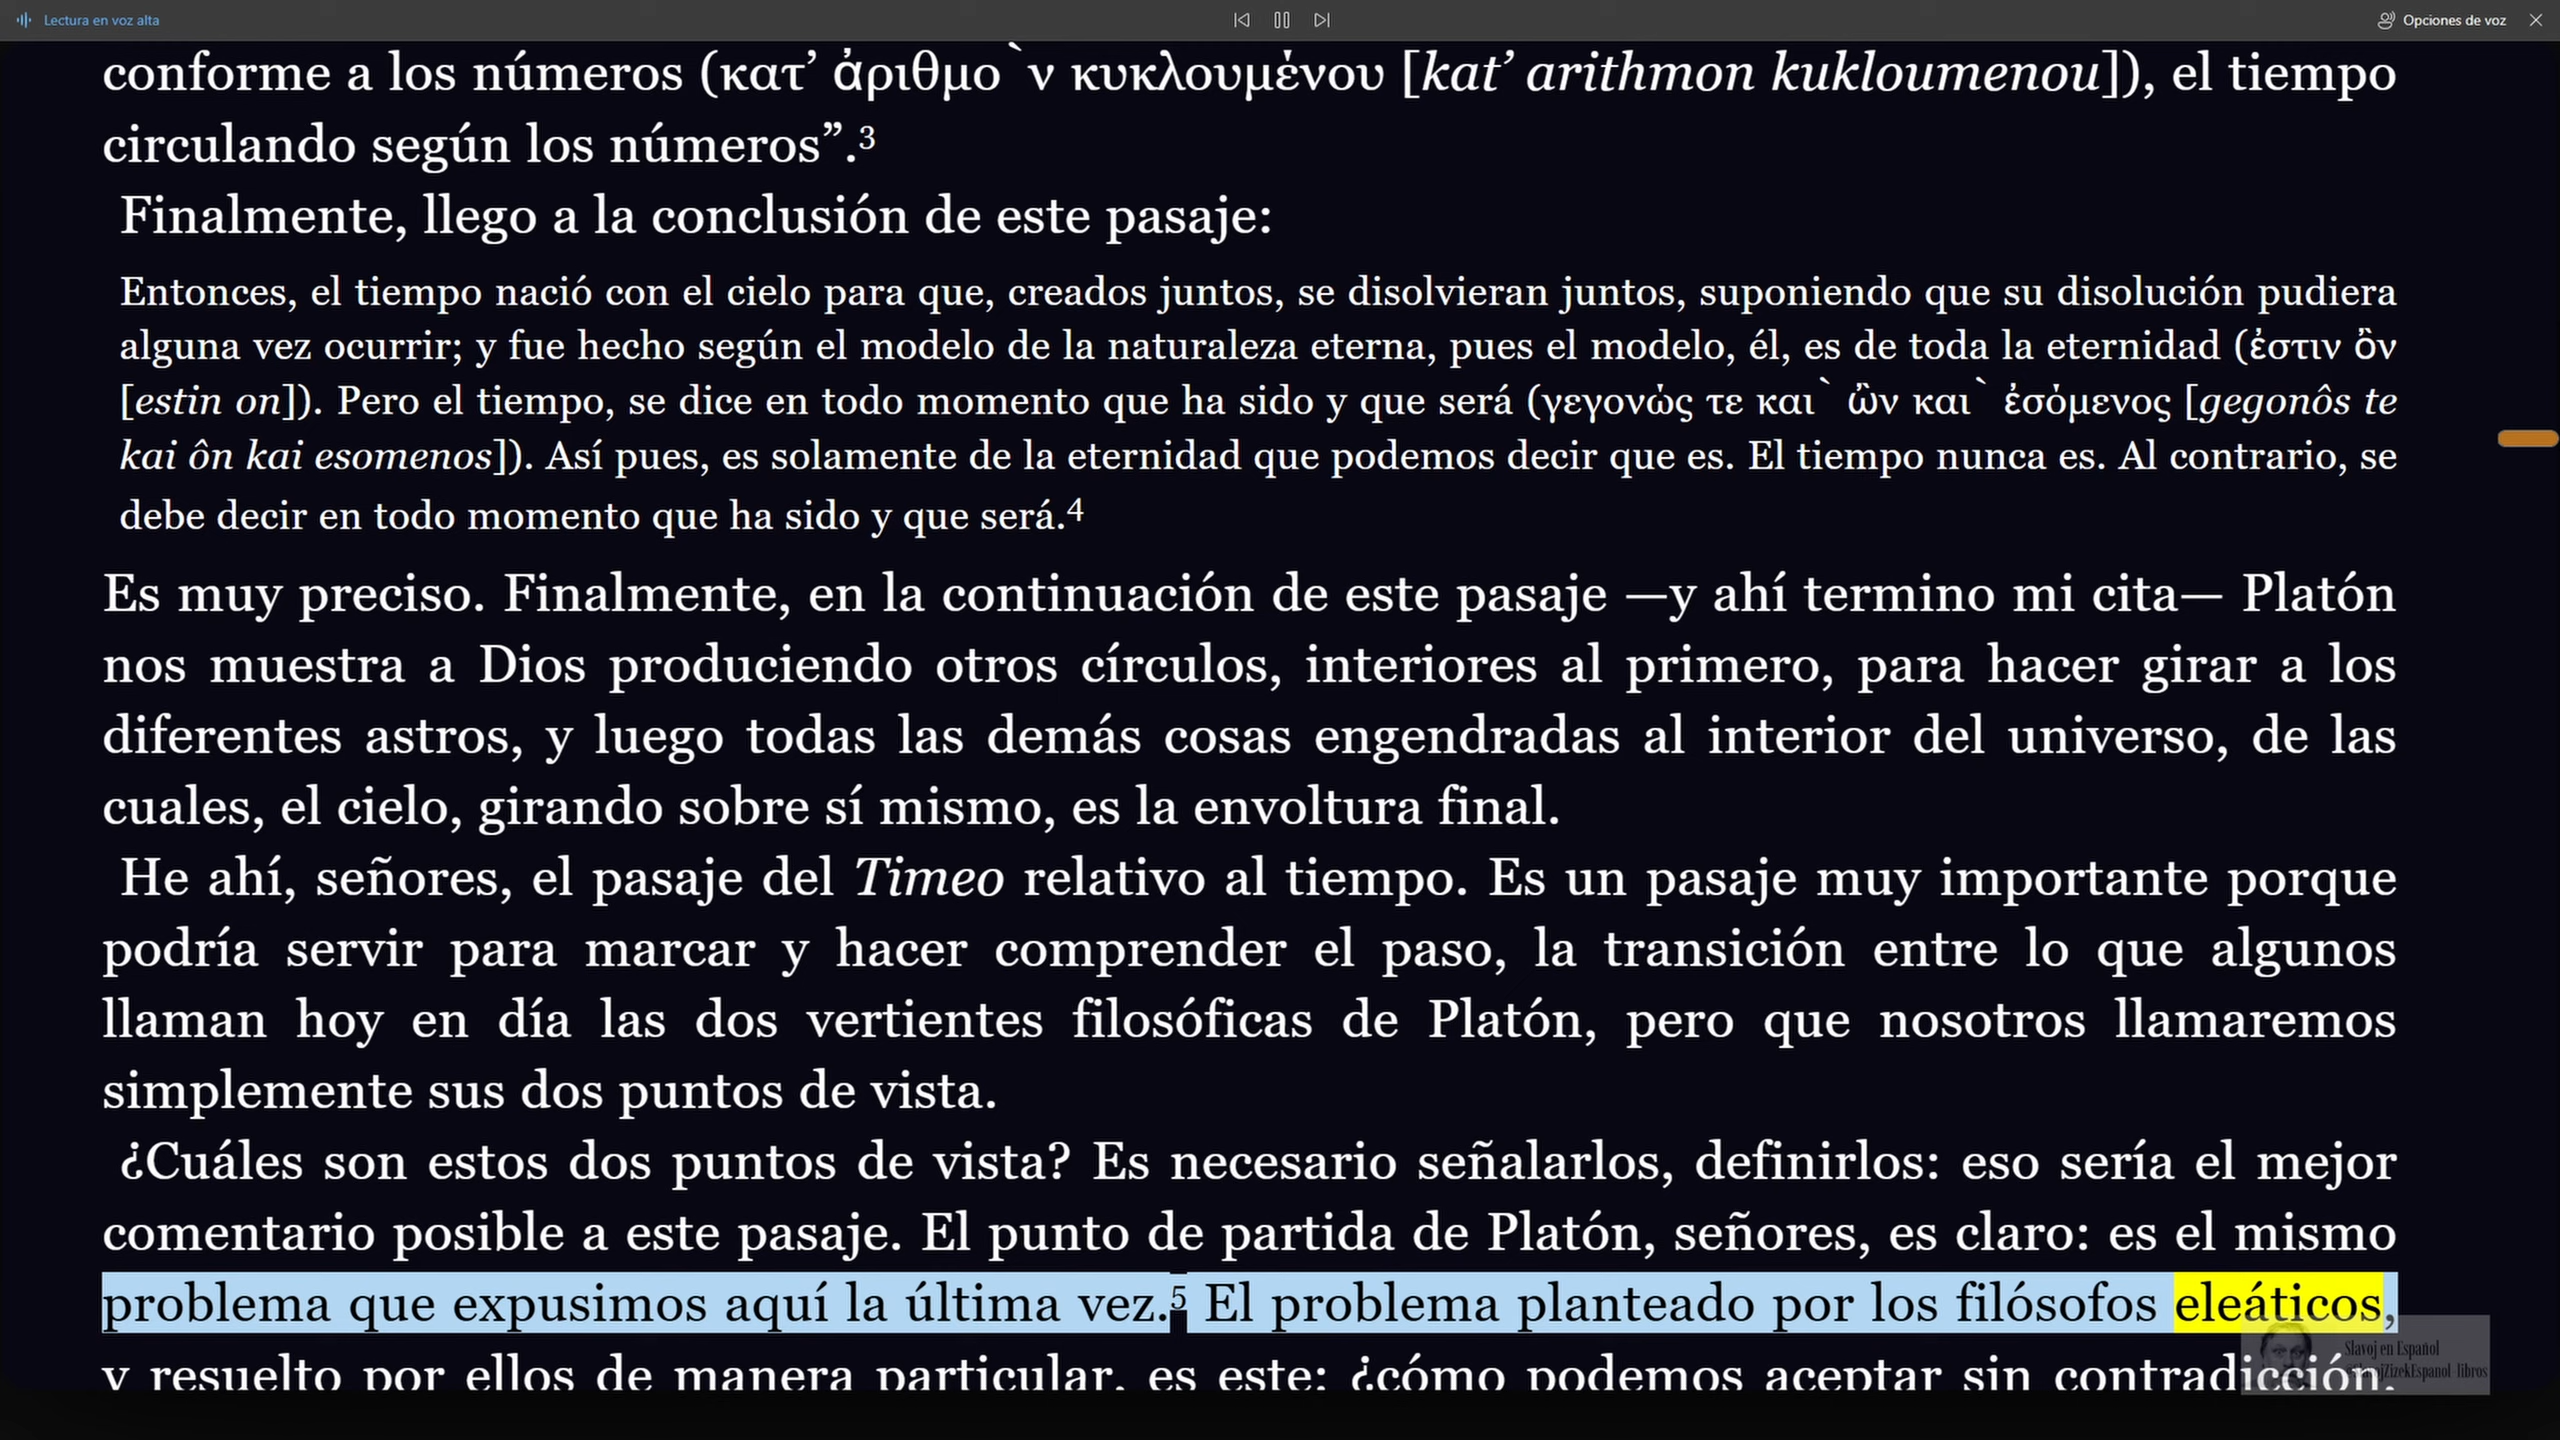 Lectura en voz alta
Opciones de voz
conforme a los números (κατ’ ἀριθμο`ν κυκλουμἑνου [kat’ arithmon kukloumenou]), el tiempo
circulando según los números”.3
Finalmente, llego a la conclusión de este pasaje:
Entonces, el tiempo nació con el cielo para que, creados juntos, se disolvieran juntos, suponiendo que su disolución pudiera
alguna vez ocurrir; y fue hecho según el modelo de la naturaleza eterna, pues el modelo, él, es de toda la eternidad (ἐστιν ὂν
[estin on]). Pero el tiempo, se dice en todo momento que ha sido y que será (γεγονὡς τε και` ὢν και` ἐσὁμενος [gegonôs te
kai ôn kai esomenos]). Así pues, es solamente de la eternidad que podemos decir que es. El tiempo nunca es. Al contrario, se
debe decir en todo momento que ha sido y que será.4
Es muy preciso. Finalmente, en la continuación de este pasaje —y ahí termino mi cita— Platón
nos muestra a Dios produciendo otros círculos, interiores al primero, para hacer girar a los
diferentes astros, y luego todas las demás cosas engendradas al interior del universo, de las
cuales, el cielo, girando sobre sí mismo, es la envoltura final.
He ahí, señores, el pasaje del Timeo relativo al tiempo. Es un pasaje muy importante porque
podría servir para marcar y hacer comprender el paso, la transición entre lo que algunos
llaman hoy en día las dos vertientes filosóficas de Platón, pero que nosotros llamaremos
simplemente sus dos puntos de vista.
¿Cuáles son estos dos puntos de vista? Es necesario señalarlos, definirlos: eso sería el mejor
comentario posible a este pasaje. El punto de partida de Platón, señores, es claro: es el mismo
problema que expusimos aquí la última vez.5 El problema planteado por los filósofos eleáticos,
y resuelto por ellos de manera particular, es este: ¿cómo podemos aceptar sin contradicción,
Slavoj en Español
@SlavojZizekEspanol-libros